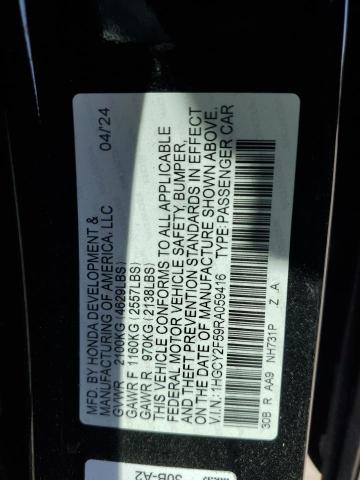 MFD. BY HONDA DEVELOPMENT & 04/24
MANUFACTURING OF AMERICA, LLC
GVWR 2100KG (4629LBS)
GAWR F 1160KG (2557LBS)
GAWR R 970KG (2138LBS)
THIS VEHICLE CONFORMS TO ALL APPLICABLE
FEDERAL MOTOR VEHICLE SAFETY, BUMPER,
AND THEFT PREVENTION STANDARDS IN EFFECT
ON THE DATE OF MANUFACTURE SHOWN ABOVE.
V.I.N.: 1HGCY2F59RA059416 TYPE:PASSENGER CAR
30B R AA9 NH731P Z A
30B-A2